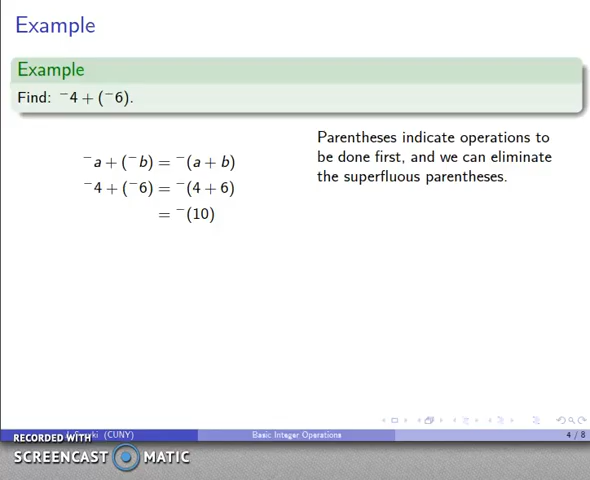 Example
Example
Find: ⁻4 + (⁻6).
⁻a + (⁻b) = ⁻(a + b)
⁻4 + (⁻6) = ⁻(4 + 6)
= ⁻(10)
Parentheses indicate operations to
be done first, and we can eliminate
the superfluous parentheses.
(CUNY) Basic Integer Operations 4 / 8
RECORDED WITH
SCREENCAST MATIC